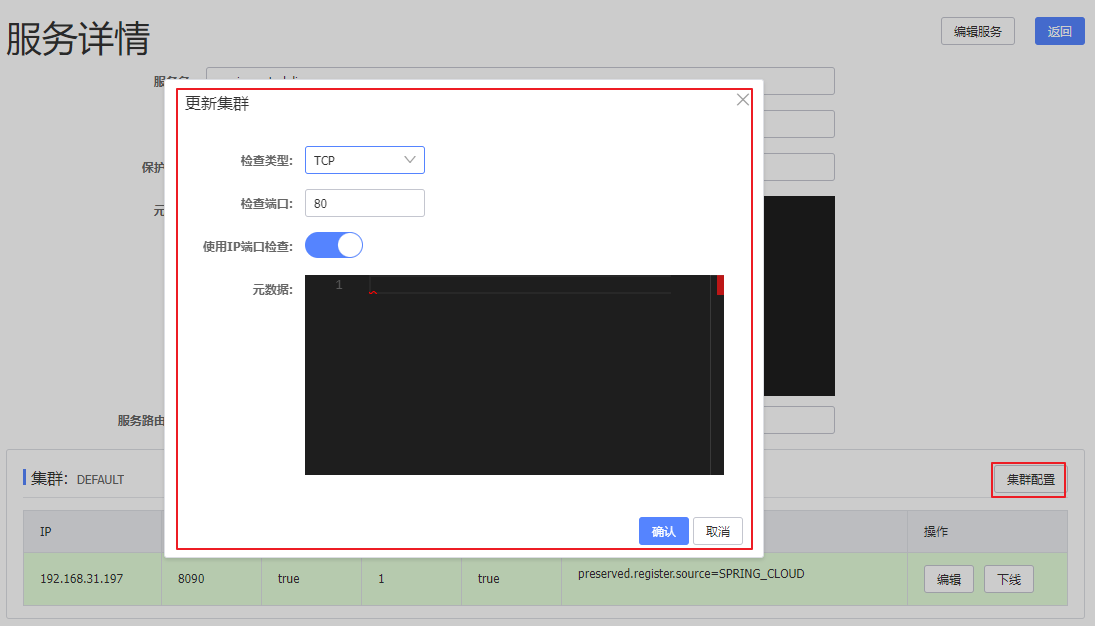 服务详情
编辑服务
返回
更新集群
检查类型:
TCP
保护
检查端口:
80
元
使用IP端口检查:
元数据:
1
服务路由
集群:
DEFAULT
集群配置
确认
取消
IP
操作
192.168.31.197
8090
true
1
true
preserved.register.source=SPRING_CLOUD
编辑
下线